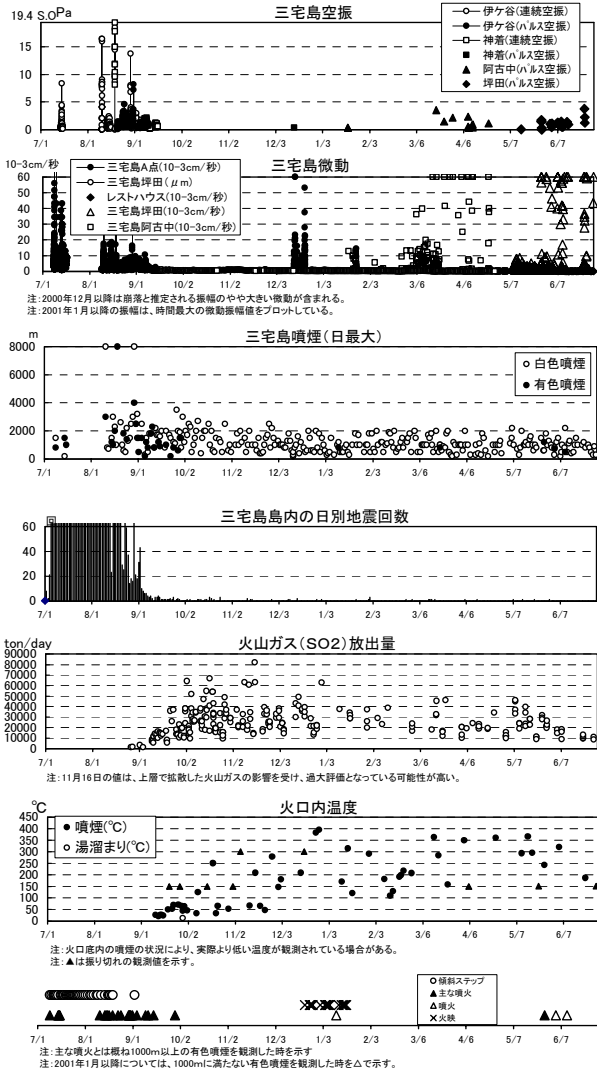 三宅島空振
19.4 S.O Pa
15
10
5
0
7/1 8/1 9/1 10/2 11/2 12/3 1/3 2/3 3/6 4/6 5/7 6/7
伊ケ谷(連続空振)
伊ケ谷(パルス空振)
神着(連続空振)
神着(パルス空振)
阿古中(パルス空振)
坪田(パルス空振)
三宅島微動
10-3cm/秒
60
50
40
30
20
10
0
7/1 8/1 9/1 10/2 11/2 12/3 1/3 2/3 3/6 4/6 5/7 6/7
三宅島A点(10-3cm/秒)
三宅島坪田(μm)
レストハウス(10-3cm/秒)
三宅島坪田(10-3cm/秒)
三宅島阿古中(10-3cm/秒)
注:2000年12月以降は崩落と推定される振幅のやや大きい微動が含まれる。
注:2001年1月以降の振幅は、時間最大の微動振幅値をプロットしている。
三宅島噴煙(日最大)
m
8000
6000
4000
2000
0
7/1 8/1 9/1 10/2 11/2 12/3 1/3 2/3 3/6 4/6 5/7 6/7
白色噴煙
有色噴煙
三宅島島内の日別地震回数
回
60
40
20
0
7/1 8/1 9/1 10/2 11/2 12/3 1/3 2/3 3/6 4/6 5/7 6/7
火山ガス(SO2)放出量
ton/day
90000
80000
70000
60000
50000
40000
30000
20000
10000
0
7/1 8/1 9/1 10/2 11/2 12/3 1/3 2/3 3/6 4/6 5/7 6/7
注:11月16日の値は、上層で拡散した火山ガスの影響を受け、過大評価となっている可能性が高い。
火口内温度
℃
450
400
350
300
250
200
150
100
50
0
7/1 8/1 9/1 10/2 11/2 12/3 1/3 2/3 3/6 4/6 5/7 6/7
噴煙(℃)
湯溜まり(℃)
注:火口底内の噴煙の状況により、実際より低い温度が観測されている場合がある。
注:▲は振り切れの観測値を示す。
傾斜ステップ
主な噴火
噴火
火映
7/1 8/1 9/1 10/2 11/2 12/3 1/3 2/3 3/6 4/6 5/7 6/7
注:主な噴火とは概ね1000m以上の有色噴煙を観測した時を示す
注:2001年1月以降については、1000mに満たない有色噴煙を観測した時を△で示す。